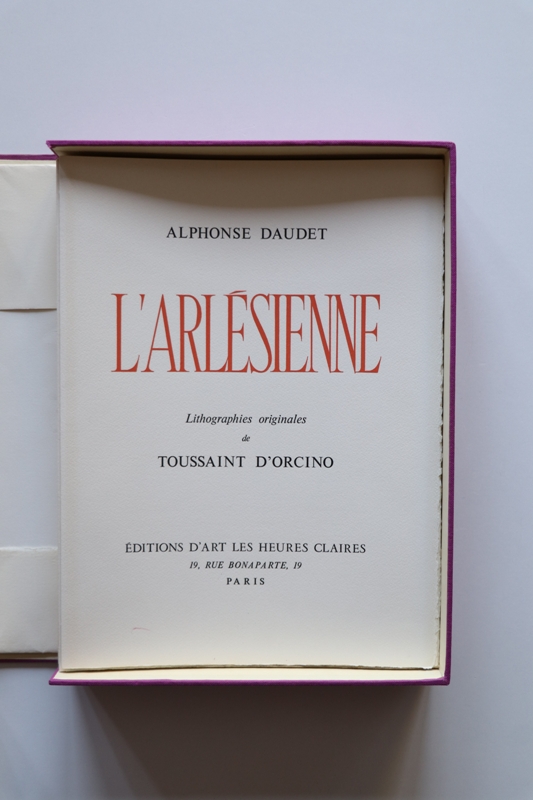 ALPHONSE DAUDET
L'ARLÉSIENNE
Lithographies originales
de
TOUSSAINT D'ORCINO
ÉDITIONS D'ART LES HEURES CLAIRES
19, RUE BONAPARTE, 19
PARIS